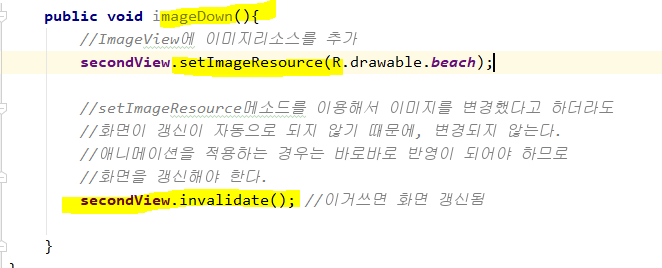 public void imageDown(){
//ImageView에 이미지리소스를 추가
secondView.setImageResource(R.drawable.beach);
//setImageResource메소드를 이용해서 이미지를 변경했다고 하더라도
//화면이 갱신이 자동으로 되지 않기 때문에, 변경되지 않는다.
//애니메이션을 적용하는 경우는 바로바로 반영이 되어야 하므로
//화면을 갱신해야 한다.
secondView.invalidate(); //이거쓰면 화면 갱신됨
}
}